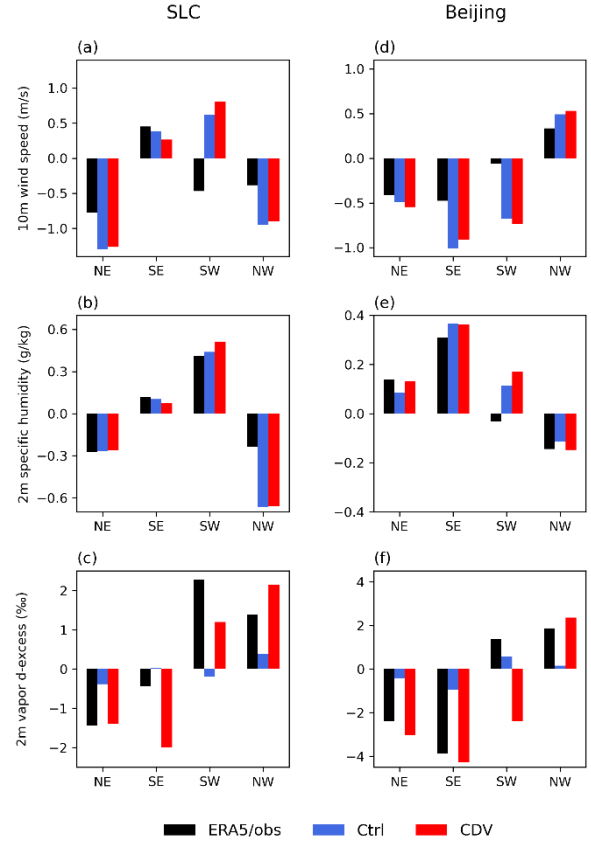 SLC
Beijing
(a)
(d)
10m wind speed (m/s)
1.0
0.5
0.0
−0.5
−1.0
NE SE SW NW
1.0
0.5
0.0
−0.5
−1.0
NE SE SW NW
(b)
(e)
2m specific humidity (g/kg)
0.6
0.3
0.0
−0.3
−0.6
NE SE SW NW
0.4
0.2
0.0
−0.2
−0.4
NE SE SW NW
(c)
(f)
2m vapor d-excess (‰)
2
1
0
−1
−2
NE SE SW NW
4
2
0
−2
−4
NE SE SW NW
ERA5/obs Ctrl CDV